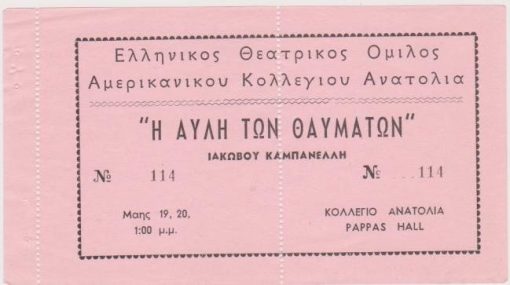 Ελληνικος Θεατρικος Ομιλος
Αμερικανικου Κολλεγιου Ανατολια
"Η ΑΥΛΗ ΤΩΝ ΘΑΥΜΑΤΩΝ"
ΙΑΚΩΒΟΥ ΚΑΜΠΑΝΕΛΛΗ
№ 114
№ ....114
Μαης 19, 20,
1:00 μ.μ.
ΚΟΛΛΕΓΙΟ ΑΝΑΤΟΛΙΑ
PAPPAS HALL